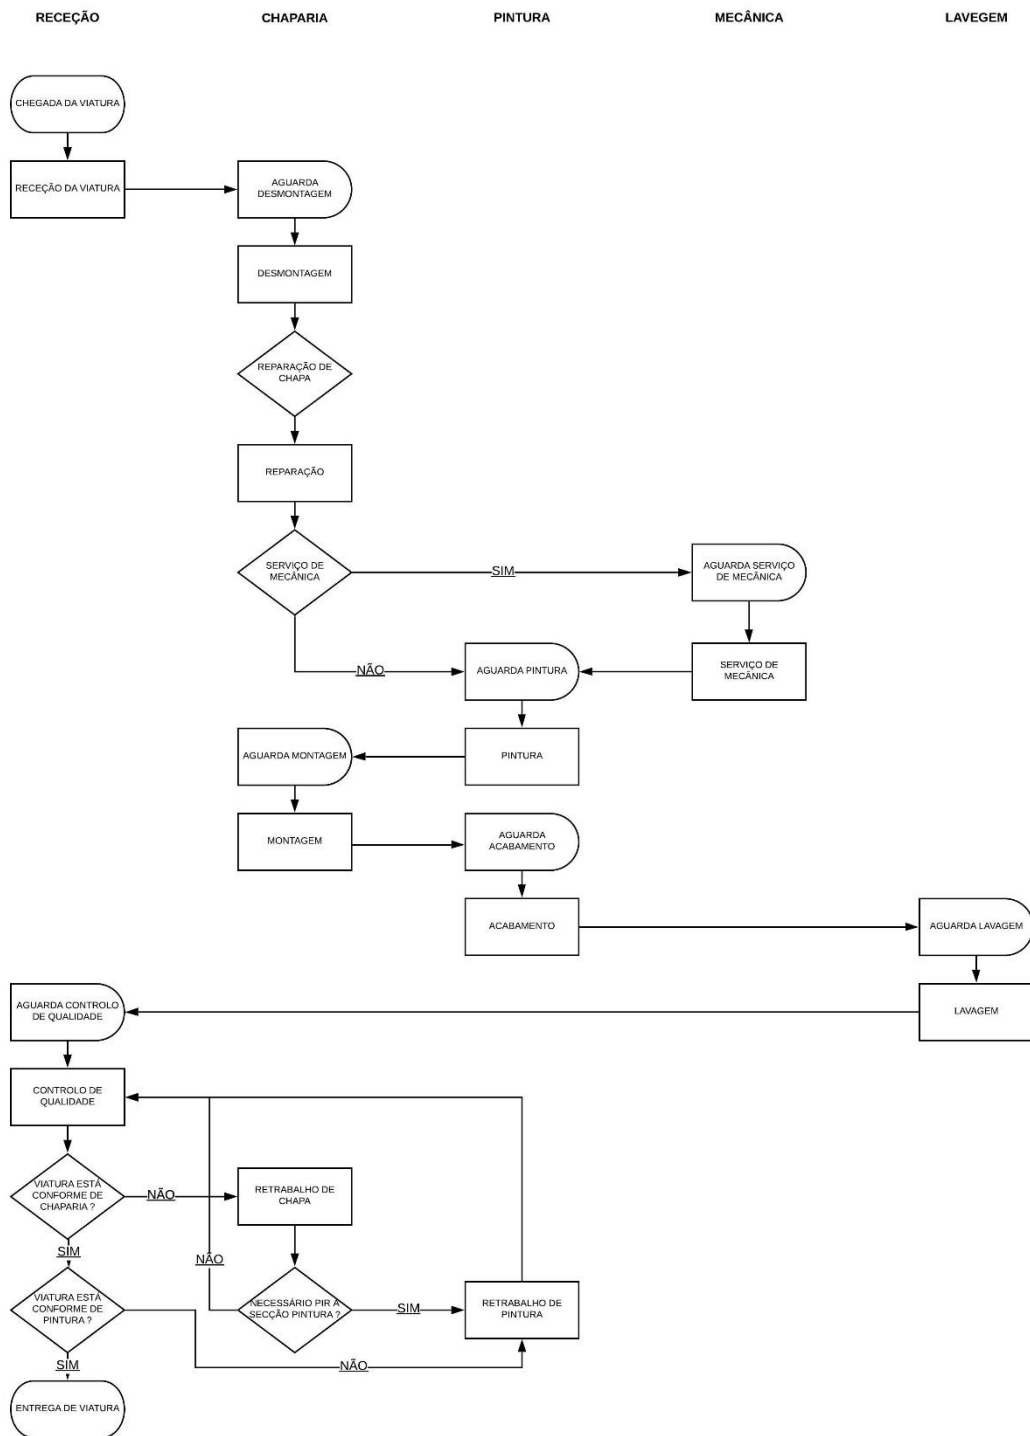 RECEÇÃO
CHAPARIA
PINTURA
MECÂNICA
LAVEGEM
CHEGADA DA VIATURA
RECEÇÃO DA VIATURA
AGUARDA
DESMONTAGEM
DESMONTAGEM
REPARAÇÃO DE
CHAPA
REPARAÇÃO
SERVIÇO DE
MECÂNICA
SIM
AGUARDA SERVIÇO
DE MECÂNICA
NÃO
AGUARDA PINTURA
SERVIÇO DE
MECÂNICA
AGUARDA MONTAGEM
PINTURA
MONTAGEM
AGUARDA
ACABAMENTO
ACABAMENTO
AGUARDA LAVAGEM
AGUARDA CONTROLO
DE QUALIDADE
LAVAGEM
CONTROLO DE
QUALIDADE
VIATURA ESTÁ
CONFORME DE
CHAPARIA ?
NÃO
RETRABALHO DE
CHAPA
SIM
NÃO
VIATURA ESTÁ
CONFORME DE
PINTURA ?
NECESSÁRIO PIR A
SECÇÃO PINTURA ?
SIM
RETRABALHO DE
PINTURA
NÃO
SIM
ENTREGA DE VIATURA